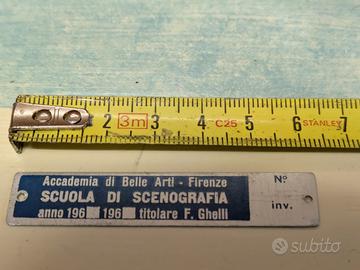 2 3m 3 4 C25 5 STANLEY 6 7
Accademia di Belle Arti - Firenze
SCUOLA DI SCENOGRAFIA
anno 196 196 titolare F. Ghelli
N°
inv.
subito